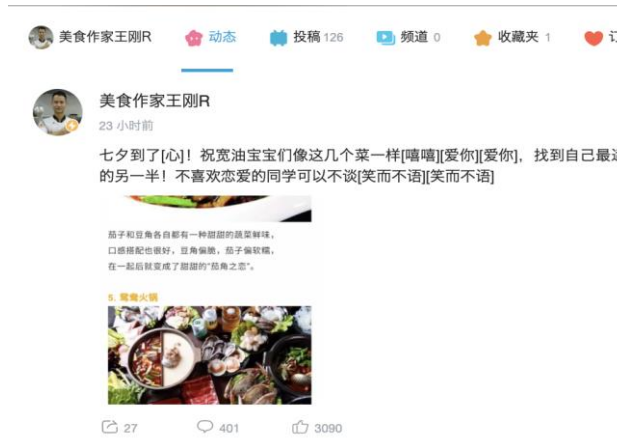 美食作家王刚R 动态 投稿 126 频道 0 收藏夹 1
美食作家王刚R
23 小时前
七夕到了[心]！祝宽油宝宝们像这几个菜一样[嘻嘻][爱你][爱你]，找到自己最
的另一半！不喜欢恋爱的同学可以不谈[笑而不语][笑而不语]
茄子和豆角各自都有一种甜甜的蔬菜鲜味，
口感搭配也很好，豆角偏脆，茄子偏软糯，
在一起后就变成了甜甜的“茄角之恋”。
5. 鸳鸯火锅
27 401 3090